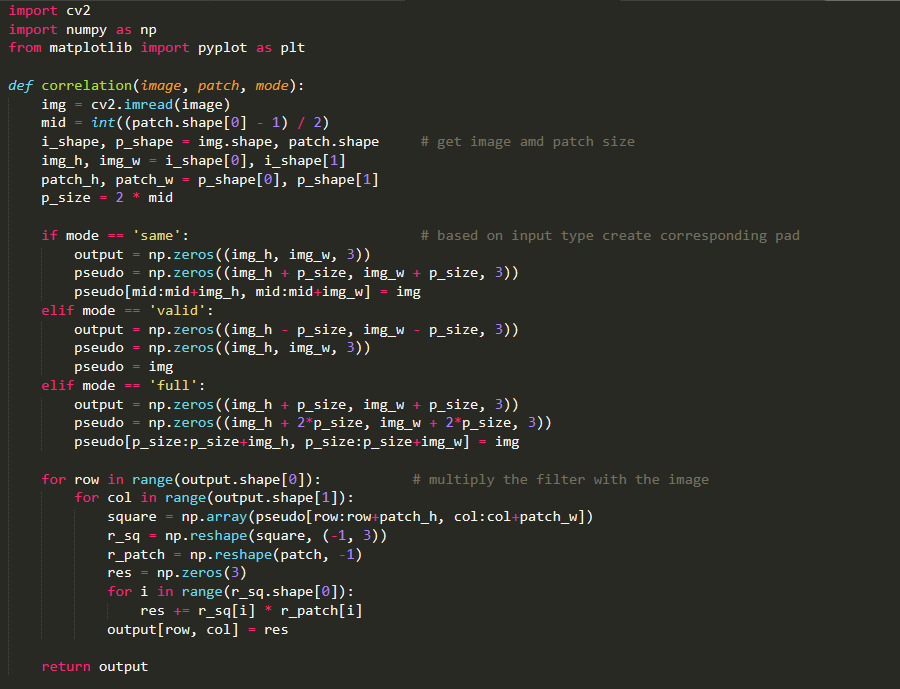 import cv2
import numpy as np
from matplotlib import pyplot as plt
def correlation(image, patch, mode):
    img = cv2.imread(image)
    mid = int((patch.shape[0] - 1) / 2)
    i_shape, p_shape = img.shape, patch.shape     # get image amd patch size
    img_h, img_w = i_shape[0], i_shape[1]
    patch_h, patch_w = p_shape[0], p_shape[1]
    p_size = 2 * mid
    if mode == 'same':                            # based on input type create corresponding pad
        output = np.zeros((img_h, img_w, 3))
        pseudo = np.zeros((img_h + p_size, img_w + p_size, 3))
        pseudo[mid:mid+img_h, mid:mid+img_w] = img
    elif mode == 'valid':
        output = np.zeros((img_h - p_size, img_w - p_size, 3))
        pseudo = np.zeros((img_h, img_w, 3))
        pseudo = img
    elif mode == 'full':
        output = np.zeros((img_h + p_size, img_w + p_size, 3))
        pseudo = np.zeros((img_h + 2*p_size, img_w + 2*p_size, 3))
        pseudo[p_size:p_size+img_h, p_size:p_size+img_w] = img
    for row in range(output.shape[0]):           # multiply the filter with the image
        for col in range(output.shape[1]):
            square = np.array(pseudo[row:row+patch_h, col:col+patch_w])
            r_sq = np.reshape(square, (-1, 3))
            r_patch = np.reshape(patch, -1)
            res = np.zeros(3)
            for i in range(r_sq.shape[0]):
                res += r_sq[i] * r_patch[i]
            output[row, col] = res
    return output